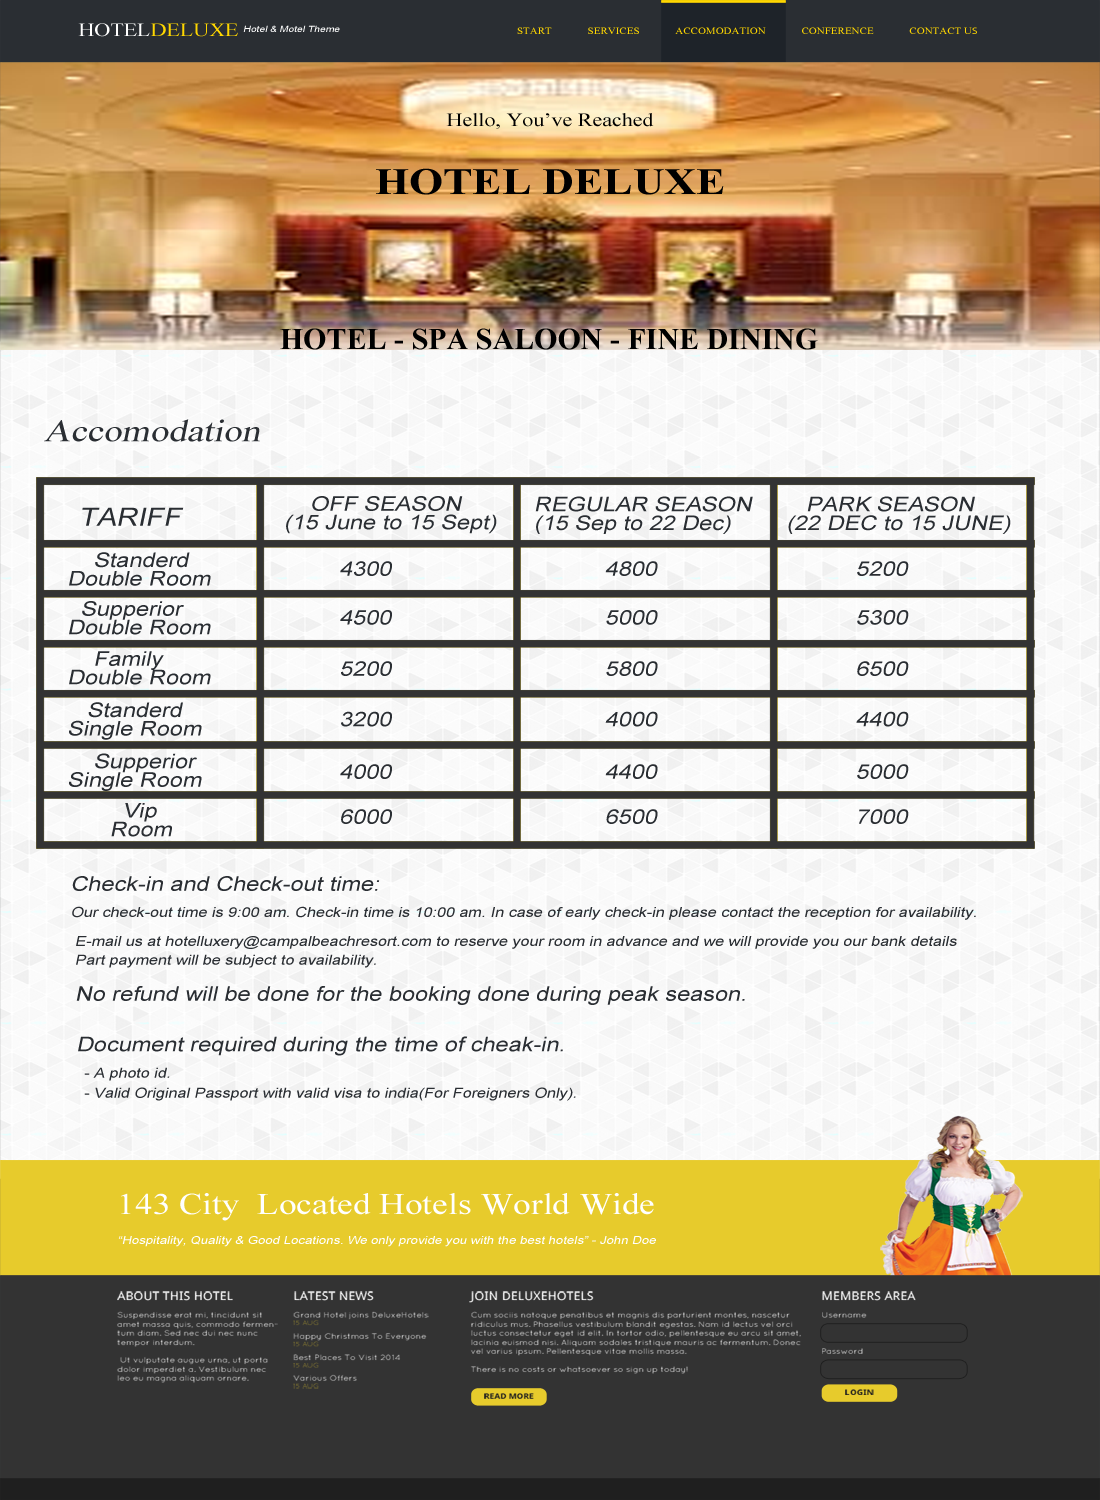 HOTELDELUXE Hotel & Motel Theme
START SERVICES ACCOMODATION CONFERENCE CONTACT US
Hello, You've Reached
HOTEL DELUXE
HOTEL - SPA SALOON - FINE DINING
Accomodation
TARIFF
OFF SEASON
(15 June to 15 Sept)
REGULAR SEASON
(15 Sep to 22 Dec)
PARK SEASON
(22 DEC to 15 JUNE)
Standerd
Double Room
4300 4800 5200
Supperior
Double Room
4500 5000 5300
Family
Double Room
5200 5800 6500
Standerd
Single Room
3200 4000 4400
Supperior
Single Room
4000 4400 5000
Vip
Room
6000 6500 7000
Check-in and Check-out time:
Our check-out time is 9:00 am. Check-in time is 10:00 am. In case of early check-in please contact the reception for availability.
E-mail us at hotelluxery@campalbeachresort.com to reserve your room in advance and we will provide you our bank details
Part payment will be subject to availability.
No refund will be done for the booking done during peak season.
Document required during the time of cheak-in.
- A photo id.
- Valid Original Passport with valid visa to india(For Foreigners Only).
143 City Located Hotels World Wide
"Hospitality, Quality & Good Locations. We only provide you with the best hotels" - John Doe
ABOUT THIS HOTEL
Suspendisse erat mi, tincidunt sit
amet massa quis, commodo fermen-
tum diam. Sed nec dui nec nunc
tempor interdum.
Ut vulputate augue urna, ut porta
dolor imperdiet a. Vestibulum nec
leo eu magna aliquam ornare.
LATEST NEWS
Grand Hotel joins DeluxeHotels
15 AUG
Happy Christmas To Everyone
15 AUG
Best Places To Visit 2014
15 AUG
Various Offers
15 AUG
JOIN DELUXEHOTELS
Cum sociis natoque penatibus et magnis dis parturient montes, nascetur
ridiculus mus. Phasellus vestibulum blandit egestas. Nam id lectus vel orci
luctus consectetur eget id elit. In tortor odio, pellentesque eu arcu sit amet,
lacinia euismod nisi. Aliquam sodales tristique mauris ac fermentum. Donec
vel varius ipsum. Pellentesque vitae mollis massa.
There is no costs or whatsoever so sign up today!
READ MORE
MEMBERS AREA
Username
Password
LOGIN